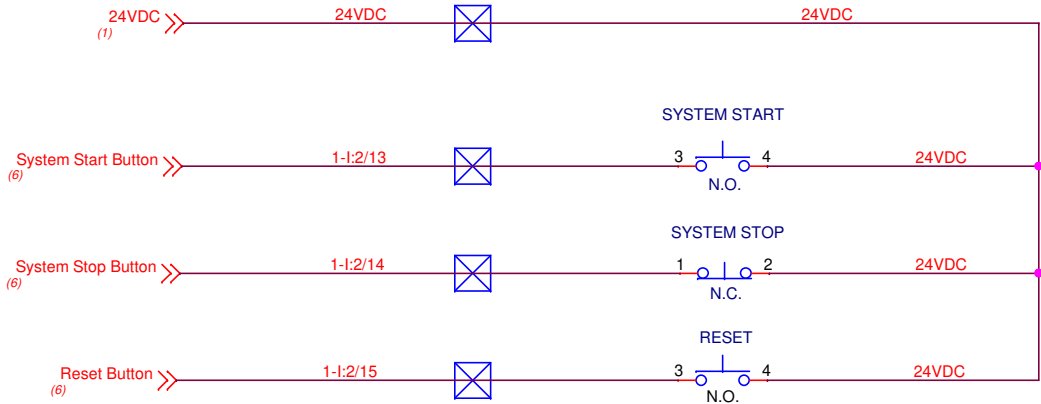 24VDC 24VDC 24VDC
(1)
SYSTEM START
System Start Button 1-I:2/13 3 4 24VDC
(6)
N.O.
SYSTEM STOP
System Stop Button 1-I:2/14 1 2 24VDC
(6)
N.C.
RESET
Reset Button 1-I:2/15 3 4 24VDC
(6)
N.O.